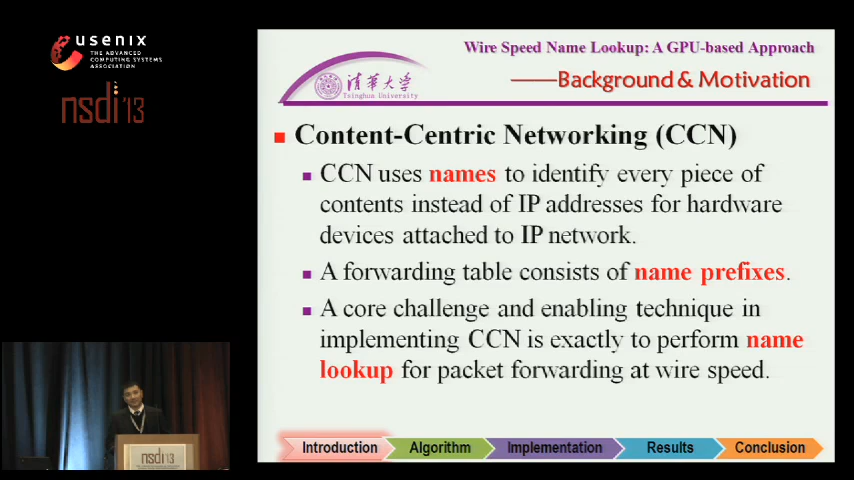 usenix
THE ADVANCED
COMPUTING SYSTEMS
ASSOCIATION
nsdi '13
Wire Speed Name Lookup: A GPU-based Approach
清华大学
Tsinghua University
——Background & Motivation
Content-Centric Networking (CCN)
CCN uses names to identify every piece of
contents instead of IP addresses for hardware
devices attached to IP network.
A forwarding table consists of name prefixes.
A core challenge and enabling technique in
implementing CCN is exactly to perform name
lookup for packet forwarding at wire speed.
nsdi '13
Introduction
Algorithm
Implementation
Results
Conclusion